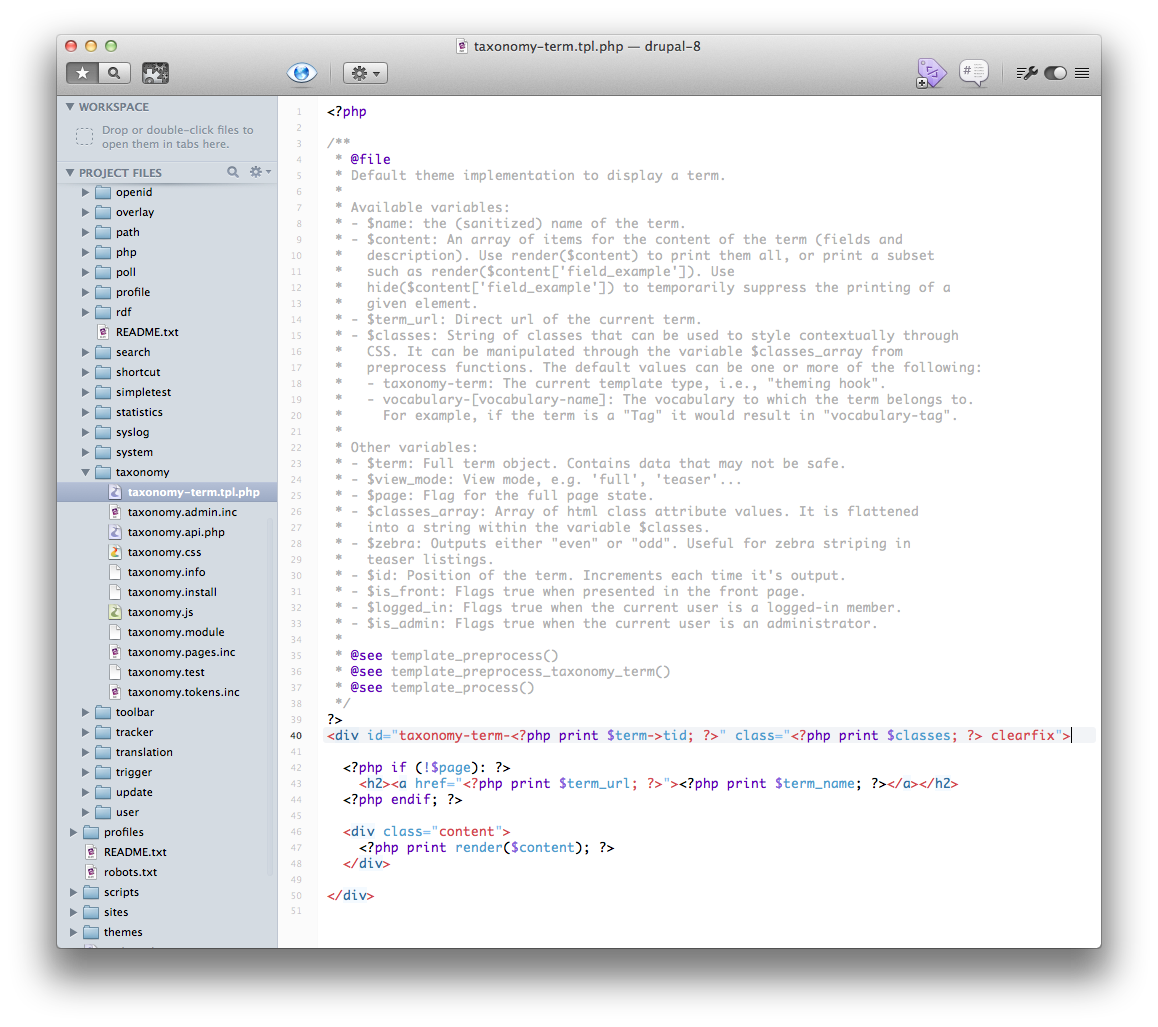 taxonomy-term.tpl.php — drupal-8
WORKSPACE
Drop or double-click files to
open them in tabs here.
PROJECT FILES
openid
overlay
path
php
poll
profile
rdf
README.txt
search
shortcut
simpletest
statistics
syslog
system
taxonomy
taxonomy-term.tpl.php
taxonomy.admin.inc
taxonomy.api.php
taxonomy.css
taxonomy.info
taxonomy.install
taxonomy.js
taxonomy.module
taxonomy.pages.inc
taxonomy.test
taxonomy.tokens.inc
toolbar
tracker
translation
trigger
update
user
profiles
README.txt
robots.txt
scripts
sites
themes
1 <?php
2
3 /**
4 * @file
5 * Default theme implementation to display a term.
6 *
7 * Available variables:
8 * - $name: the (sanitized) name of the term.
9 * - $content: An array of items for the content of the term (fields and
10 *   description). Use render($content) to print them all, or print a subset
11 *   such as render($content['field_example']). Use
12 *   hide($content['field_example']) to temporarily suppress the printing of a
13 *   given element.
14 * - $term_url: Direct url of the current term.
15 * - $classes: String of classes that can be used to style contextually through
16 *   CSS. It can be manipulated through the variable $classes_array from
17 *   preprocess functions. The default values can be one or more of the following:
18 *   - taxonomy-term: The current template type, i.e., "theming hook".
19 *   - vocabulary-[vocabulary-name]: The vocabulary to which the term belongs to.
20 *     For example, if the term is a "Tag" it would result in "vocabulary-tag".
21 *
22 * Other variables:
23 * - $term: Full term object. Contains data that may not be safe.
24 * - $view_mode: View mode, e.g. 'full', 'teaser'...
25 * - $page: Flag for the full page state.
26 * - $classes_array: Array of html class attribute values. It is flattened
27 *   into a string within the variable $classes.
28 * - $zebra: Outputs either "even" or "odd". Useful for zebra striping in
29 *   teaser listings.
30 * - $id: Position of the term. Increments each time it's output.
31 * - $is_front: Flags true when presented in the front page.
32 * - $logged_in: Flags true when the current user is a logged-in member.
33 * - $is_admin: Flags true when the current user is an administrator.
34 *
35 * @see template_preprocess()
36 * @see template_preprocess_taxonomy_term()
37 * @see template_process()
38 */
39 ?>
40 <div id="taxonomy-term-<?php print $term->tid; ?>" class="<?php print $classes; ?> clearfix">
41
42   <?php if (!$page): ?>
43     <h2><a href="<?php print $term_url; ?>"><?php print $term_name; ?></a></h2>
44   <?php endif; ?>
45
46   <div class="content">
47     <?php print render($content); ?>
48   </div>
49
50 </div>
51